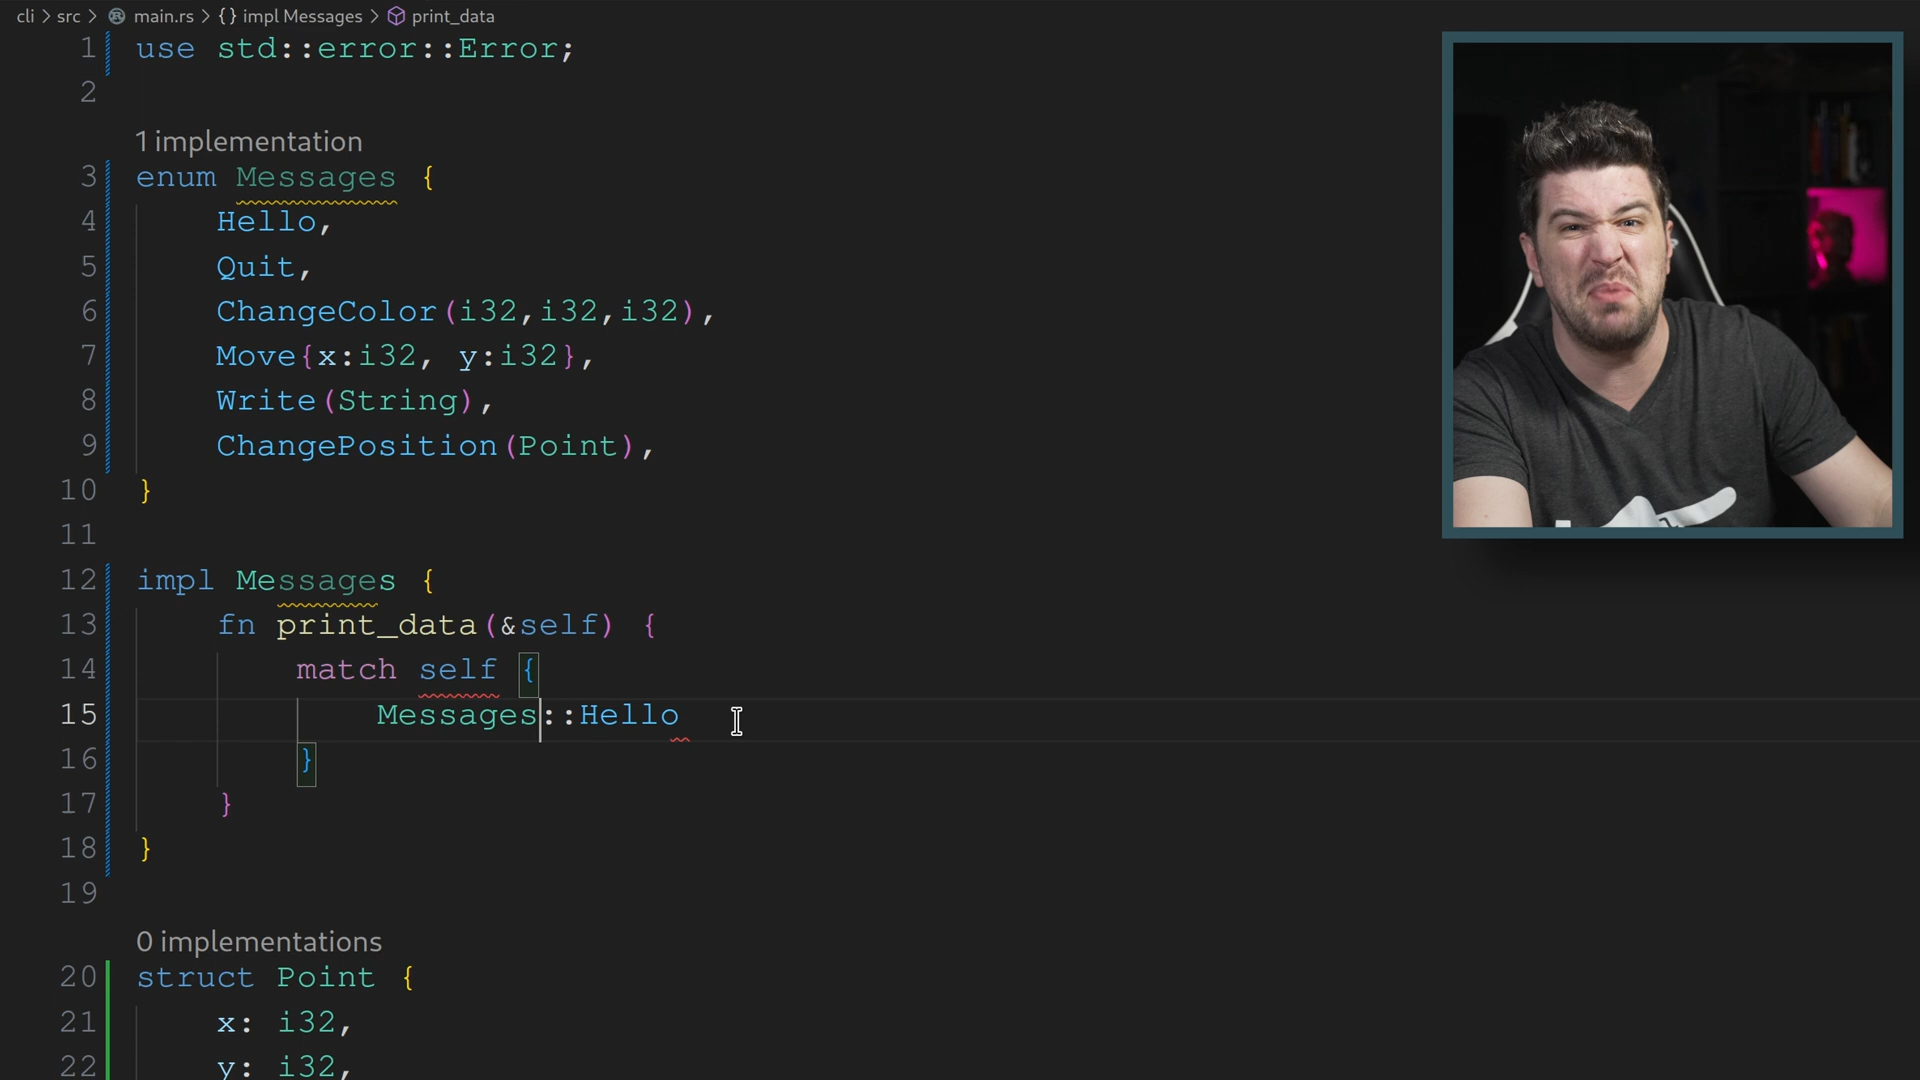 cli > src > main.rs > {} impl Messages > print_data
1 use std::error::Error;
2
1 implementation
3 enum Messages {
4 Hello,
5 Quit,
6 ChangeColor(i32,i32,i32),
7 Move{x:i32, y:i32},
8 Write(String),
9 ChangePosition(Point),
10 }
11
12 impl Messages {
13 fn print_data(&self) {
14 match self {
15 Messages::Hello
16 }
17 }
18 }
19
0 implementations
20 struct Point {
21 x: i32,
22 y: i32,